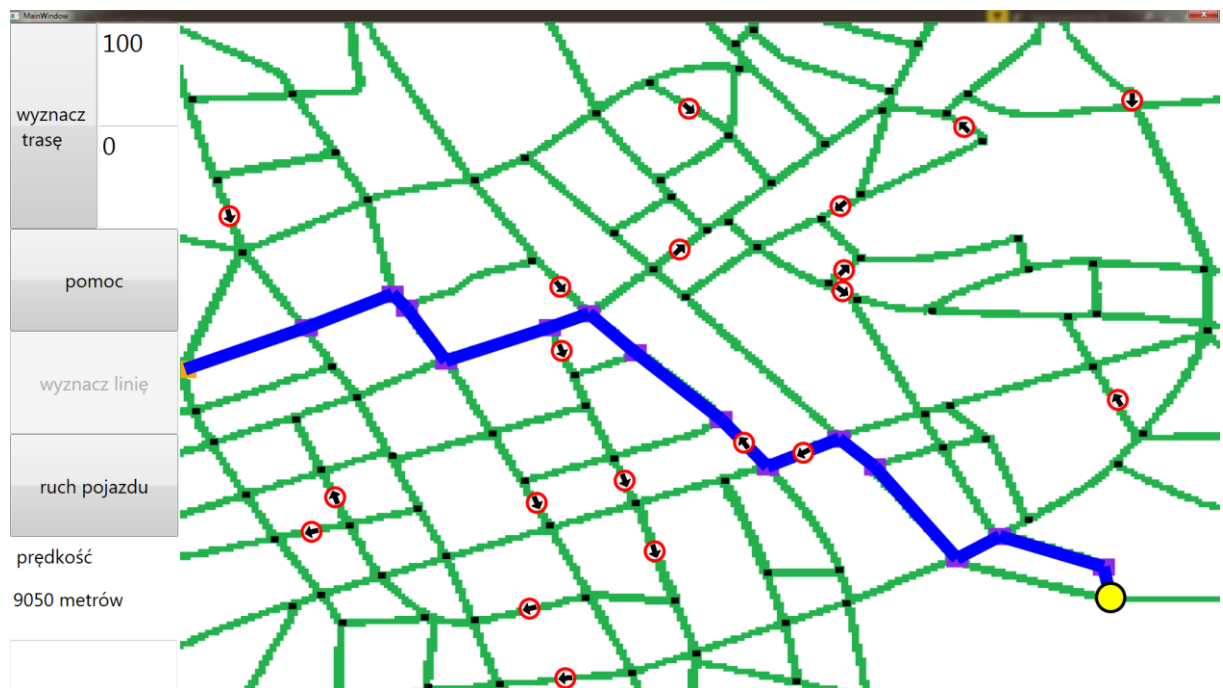 MainWindow
100
wyznacz
trasę
0
pomoc
wyznacz linię
ruch pojazdu
prędkość
9050 metrów